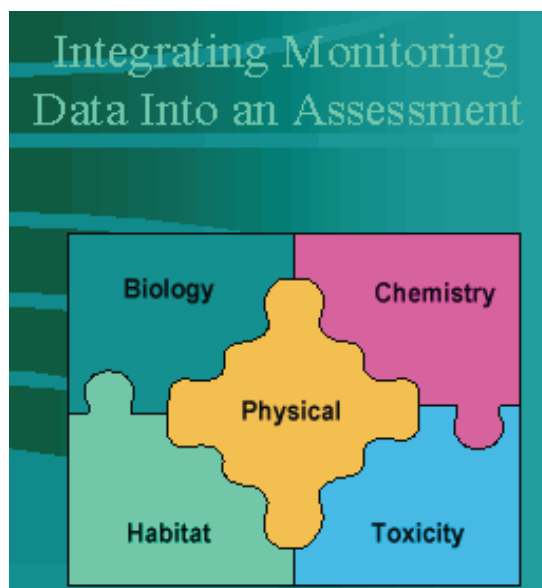 Integrating Monitoring
Data Into an Assessment
Biology
Chemistry
Physical
Habitat
Toxicity